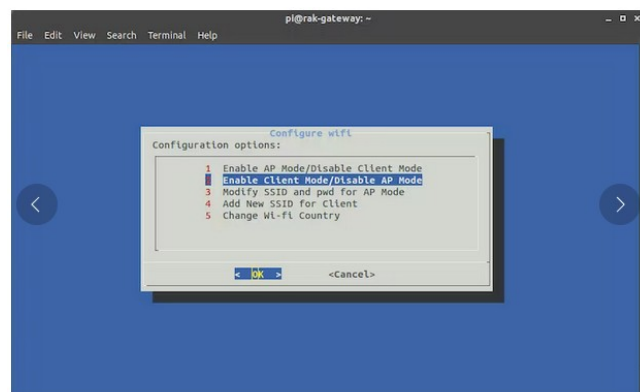 pi@rak-gateway: ~
File Edit View Search Terminal Help
Configure wifi
Configuration options:
1 Enable AP Mode/Disable Client Mode
Enable Client Mode/Disable AP Mode
3 Modify SSID and pwd for AP Mode
4 Add New SSID for Client
5 Change Wi-fi Country
< OK > <Cancel>